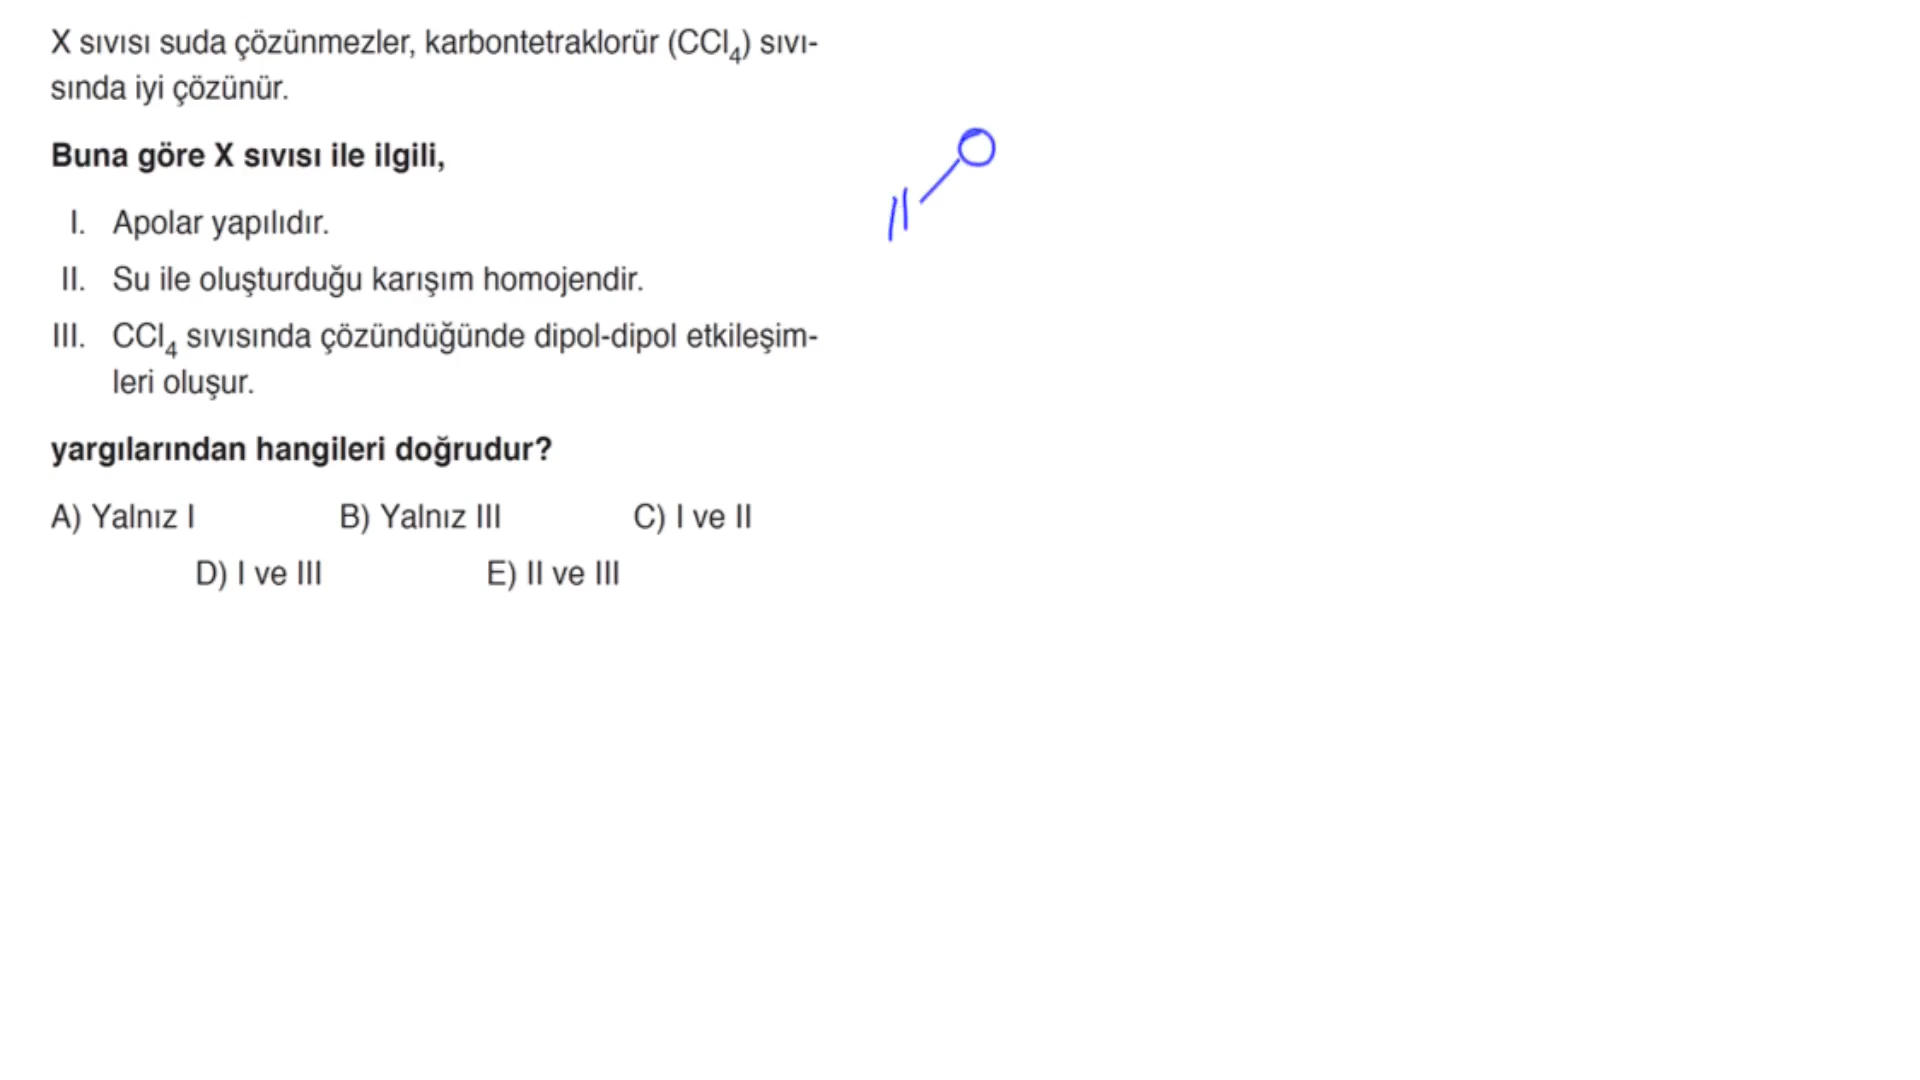 X sıvısı suda çözünmezler, karbontetraklorür (CCl₄) sıvı-
sında iyi çözünür.
Buna göre X sıvısı ile ilgili,
I. Apolar yapılıdır.
II. Su ile oluşturduğu karışım homojendir.
III. CCl₄ sıvısında çözündüğünde dipol-dipol etkileşim-
leri oluşur.
yargılarından hangileri doğrudur?
A) Yalnız I B) Yalnız III C) I ve II
D) I ve III E) II ve III